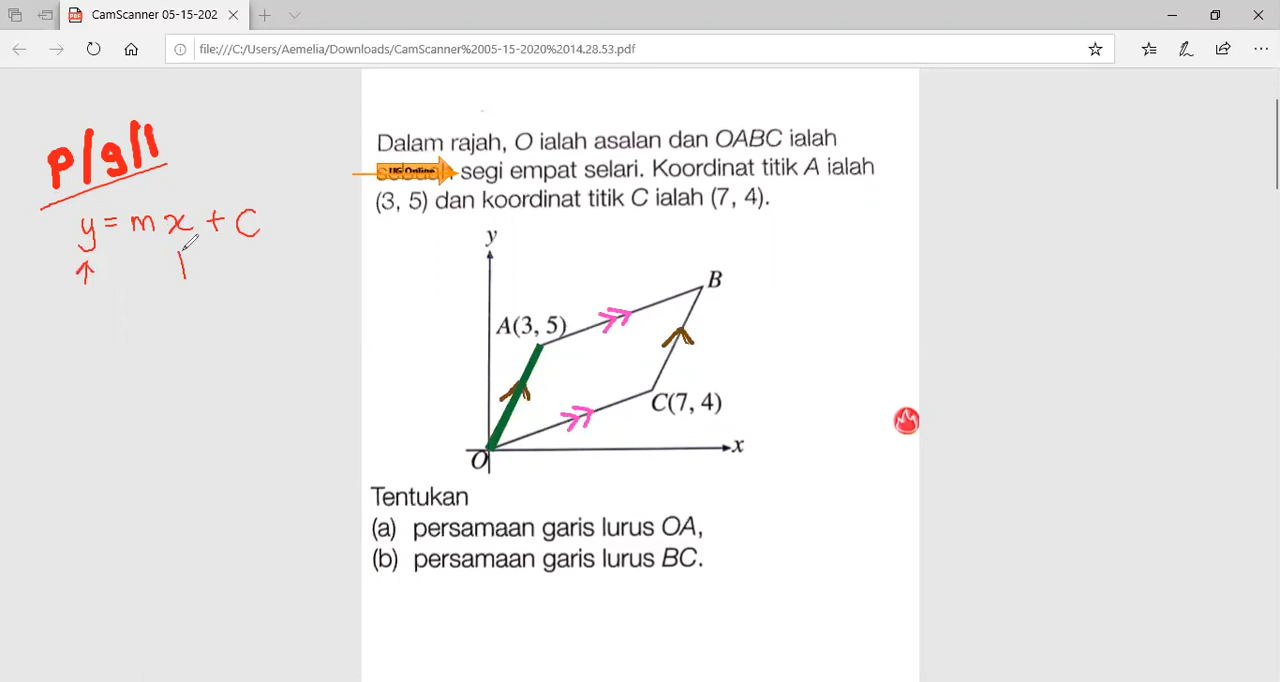 CamScanner 05-15-202
file:///C:/Users/Aemelia/Downloads/CamScanner%2005-15-2020%2014.28.53.pdf
p/g/l
y = mx + c
Dalam rajah, O ialah asalan dan OABC ialah
segi empat selari. Koordinat titik A ialah
(3, 5) dan koordinat titik C ialah (7, 4).
y
B
A(3, 5)
C(7, 4)
x
O
Tentukan
(a) persamaan garis lurus OA,
(b) persamaan garis lurus BC.